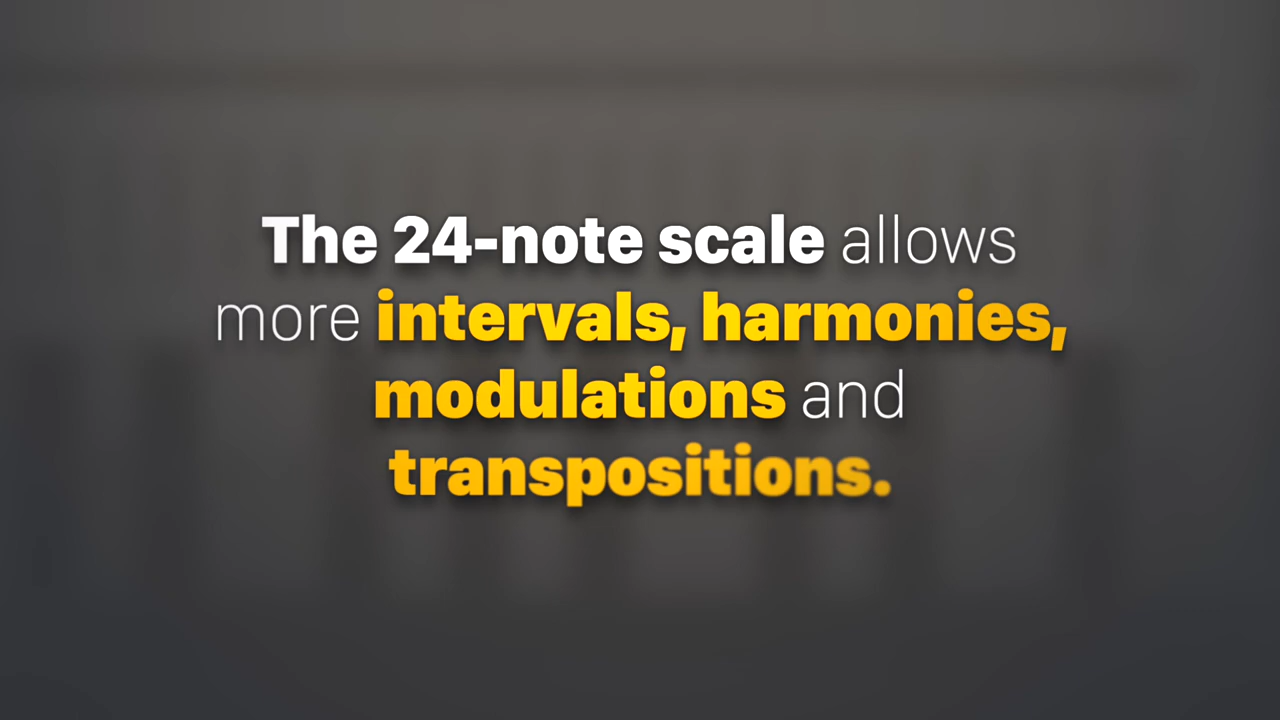 The 24-note scale allows
more intervals, harmonies,
modulations and
transpositions.